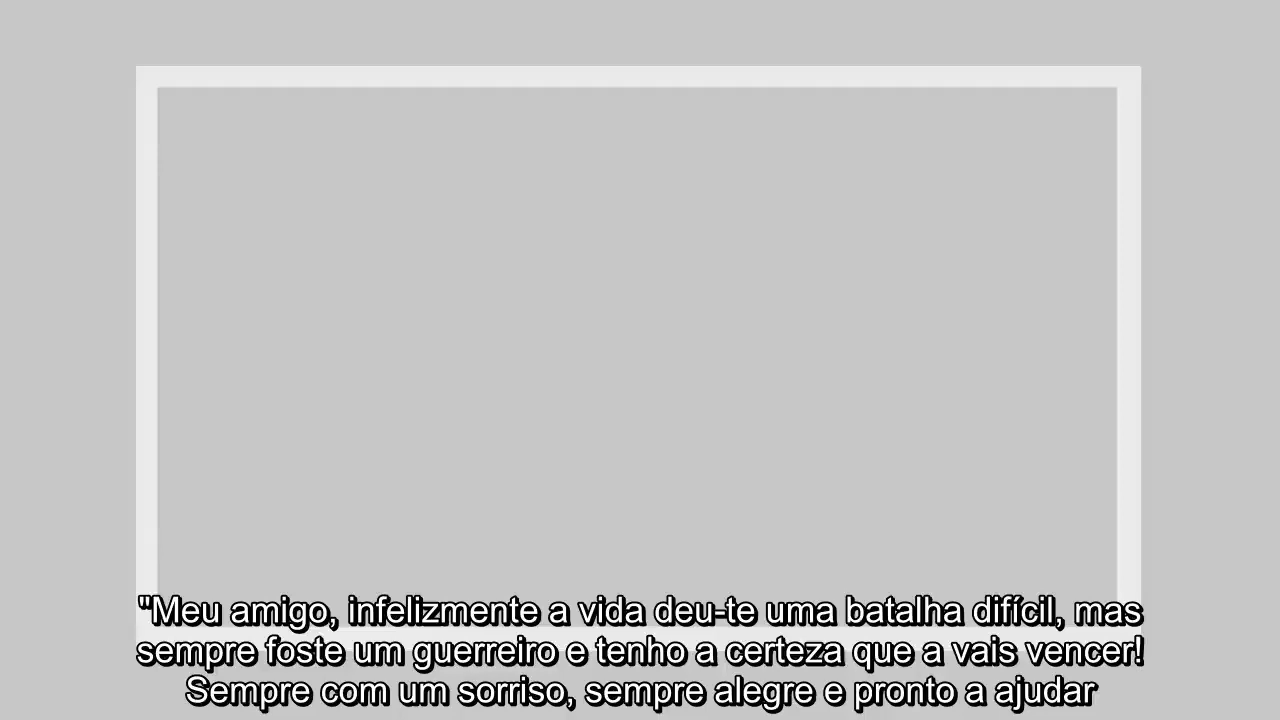 "Meu amigo, infelizmente a vida deu-te uma batalha difícil, mas
sempre foste um guerreiro e tenho a certeza que a vais vencer!
Sempre com um sorriso, sempre alegre e pronto a ajudar